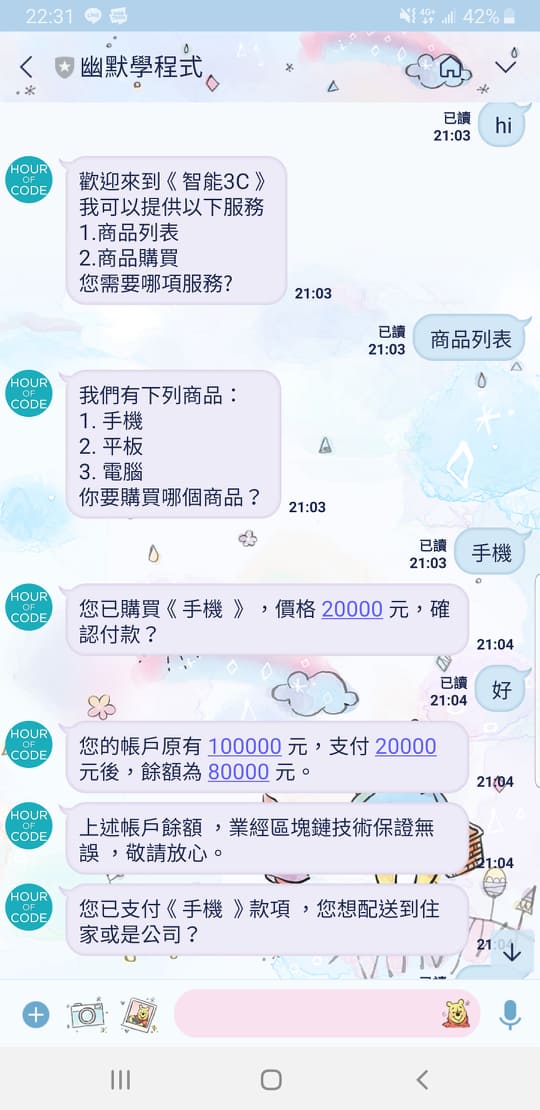 22:31 LINE 4G+ 42%
幽默學程式
已讀
21:03
hi
HOUR
OF
CODE
歡迎來到《 智能3C 》
我可以提供以下服務
1.商品列表
2.商品購買
您需要哪項服務?
21:03
已讀
21:03
商品列表
HOUR
OF
CODE
我們有下列商品：
1. 手機
2. 平板
3. 電腦
你要購買哪個商品？
21:03
已讀
21:03
手機
HOUR
OF
CODE
您已購買《 手機 》，價格 20000 元，確
認付款？
21:04
已讀
21:04
好
HOUR
OF
CODE
您的帳戶原有 100000 元，支付 20000
元後，餘額為 80000 元。
21:04
HOUR
OF
CODE
上述帳戶餘額 ，業經區塊鏈技術保證無
誤 ，敬請放心。
21:04
HOUR
OF
CODE
您已支付《 手機 》款項 ，您想配送到住
家或是公司？
21:04